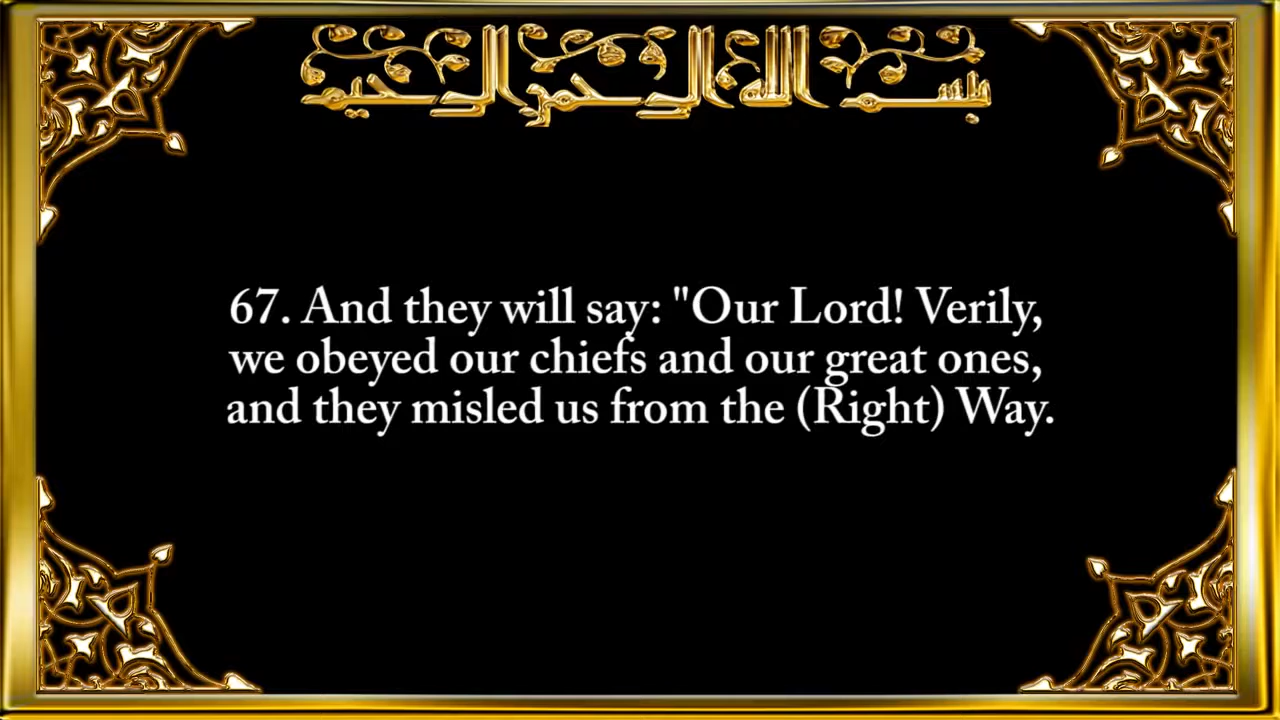 بسم الله الرحمن الرحيم
67. And they will say: "Our Lord! Verily,
we obeyed our chiefs and our great ones,
and they misled us from the (Right) Way.